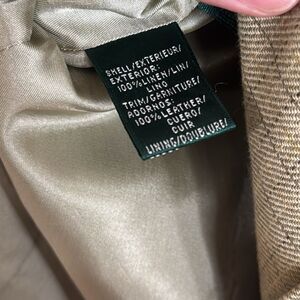 SHELL/EXTERIEUR/
EXTERIOR:
100%LINEN/LIN/
LINO
TRIM/GARNITURE/
ADORNOS:
100%LEATHER/
CUERO/
CUIR
LINING/DOUBLURE/